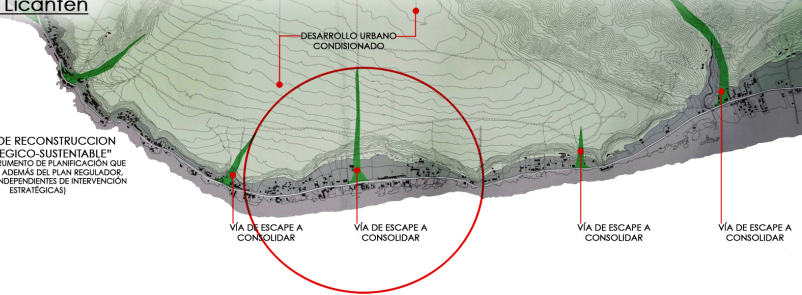 Licantén
DESARROLLO URBANO
CONDISIONADO
DE RECONSTRUCCION
EGICO-SUSTENTABLE"
RUMENTO DE PLANIFICACIÓN QUE
ADEMÁS DEL PLAN REGULADOR,
NDEPENDIENTES DE INTERVENCIÓN
ESTRATÉGICAS)
VÍA DE ESCAPE A
CONSOLIDAR
VÍA DE ESCAPE A
CONSOLIDAR
VÍA DE ESCAPE A
CONSOLIDAR
VÍA DE ESCAPE A
CONSOLIDAR